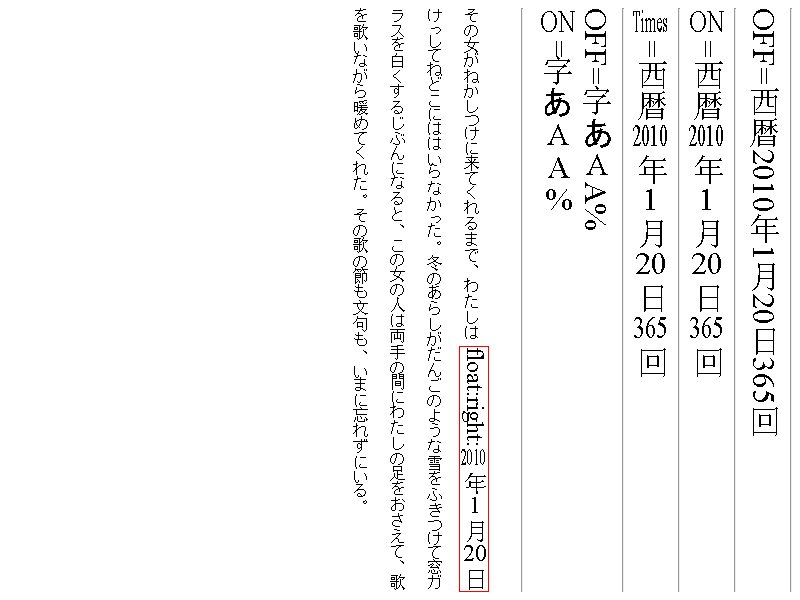 OFF=西暦2010年1月20日365回
ON=西暦2010年1月20日365回
Times=西暦2010年1月20日365回
OFF=字あAA%
ON=字あAA%
float:right:2010年1月20日
その女がねかしつけに来てくれるまで、わたしは
けっしてねどこにははいらなかった。冬のあらしがだんごのような雪をふきつけて窓ガ
ラスを白くするじぶんになると、この女の人は両手の間にわたしの足をおさえて、歌
を歌いながら暖めてくれた。その歌の節も文句も、いまに忘れずにいる。